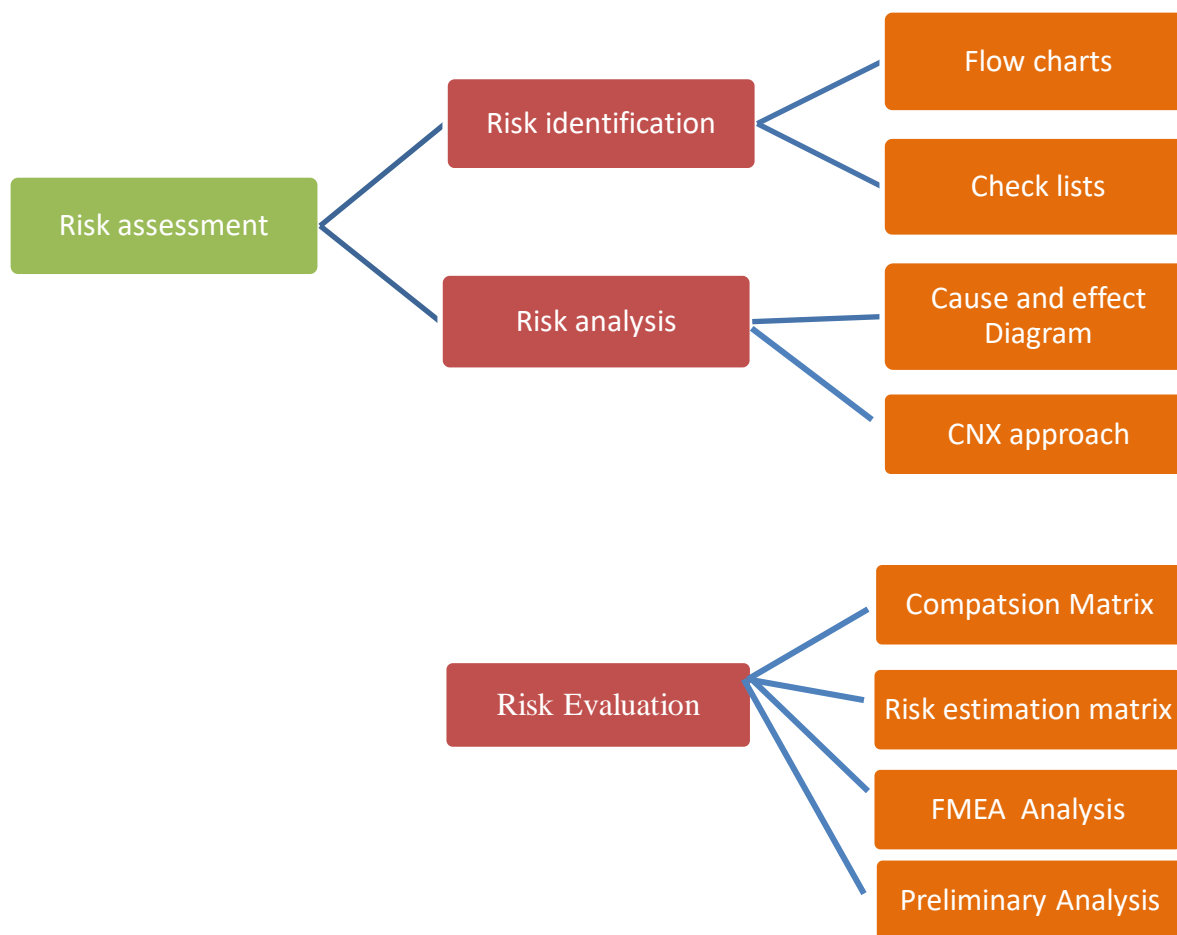 Risk assessment
Risk identification
Flow charts
Check lists
Risk analysis
Cause and effect
Diagram
CNX approach
Risk Evaluation
Compatsion Matrix
Risk estimation matrix
FMEA Analysis
Preliminary Analysis